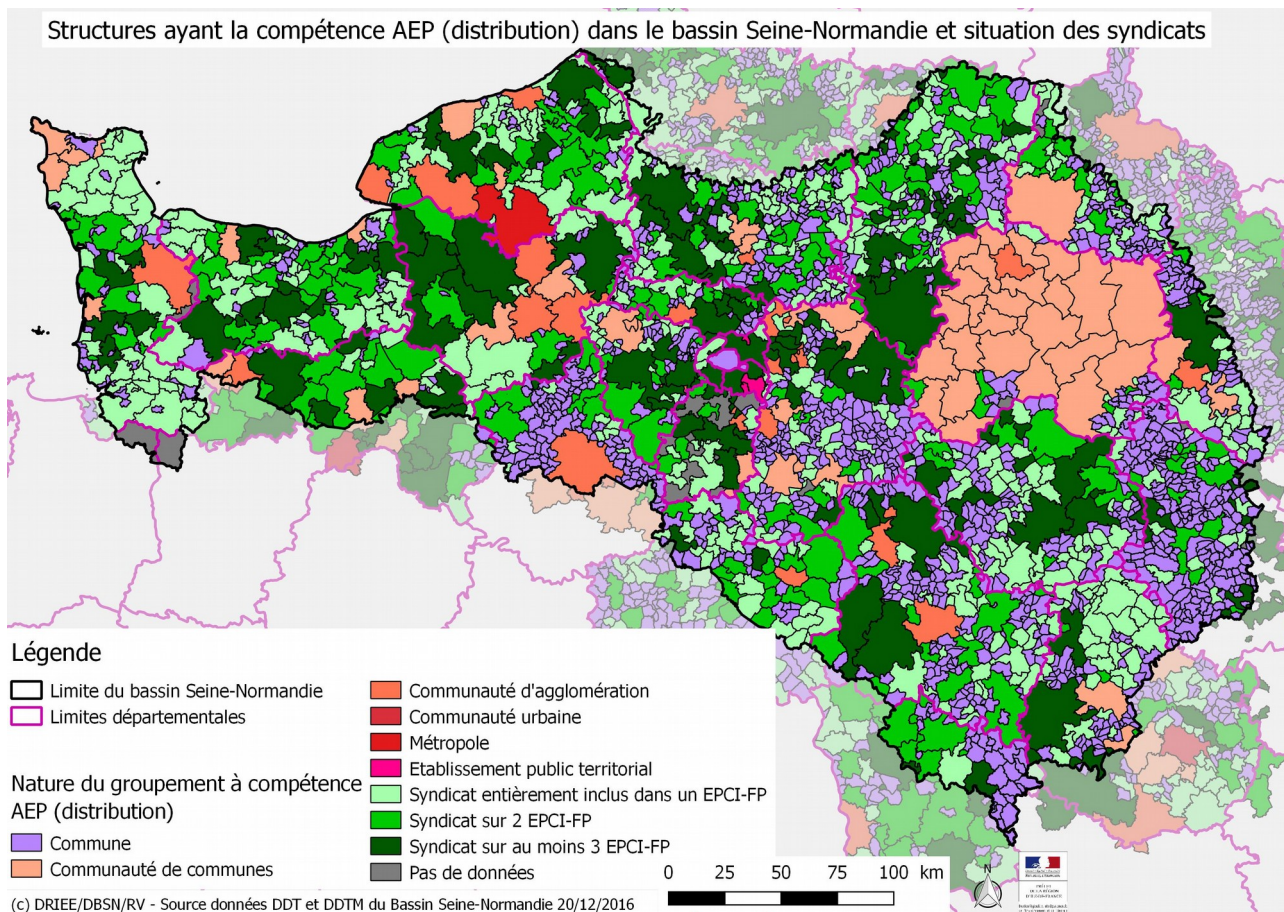 Structures ayant la compétence AEP (distribution) dans le bassin Seine-Normandie et situation des syndicats
Légende
Limite du bassin Seine-Normandie
Limites départementales
Nature du groupement à compétence
AEP (distribution)
Commune
Communauté de communes
Communauté d'agglomération
Communauté urbaine
Métropole
Etablissement public territorial
Syndicat entièrement inclus dans un EPCI-FP
Syndicat sur 2 EPCI-FP
Syndicat sur au moins 3 EPCI-FP
Pas de données
0 25 50 75 100 km
N
(c) DRIEE/DBSN/RV - Source données DDT et DDTM du Bassin Seine-Normandie 20/12/2016